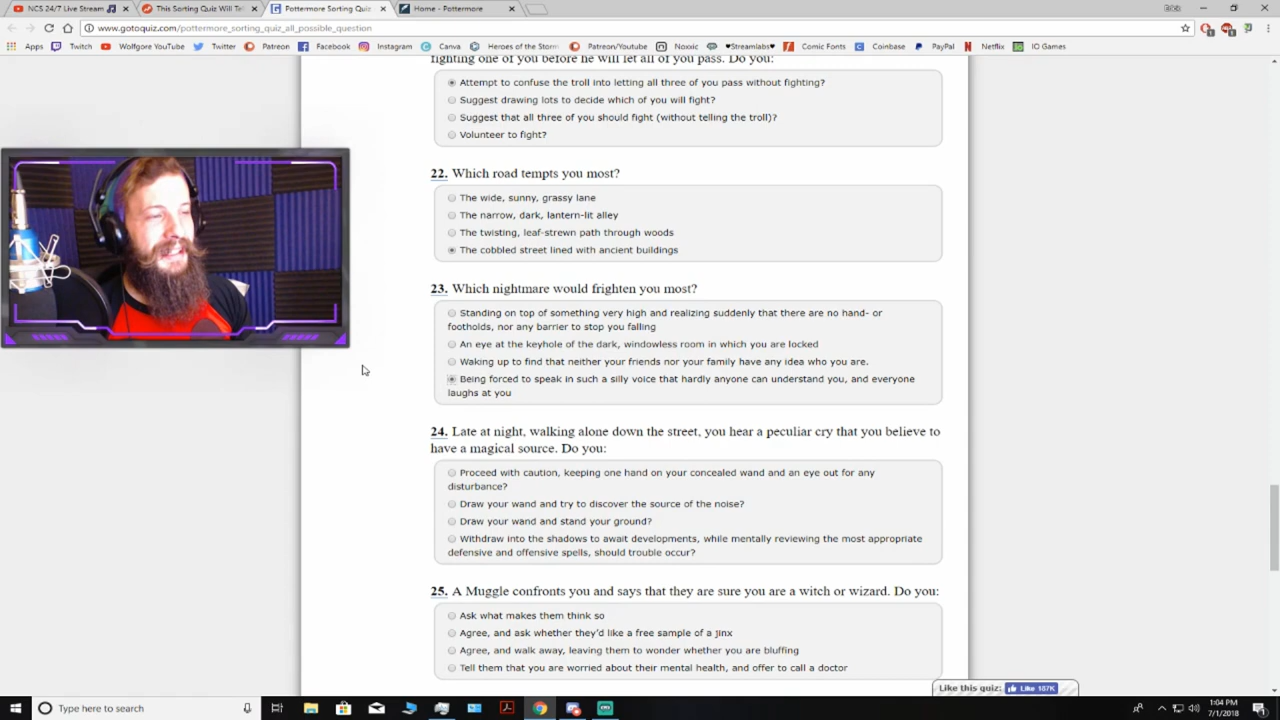 NCS 24/7 Live Stream
This Sorting Quiz Will Tel
Pottermore Sorting Quiz
Home - Pottermore
www.gotoquiz.com/pottermore_sorting_quiz_all_possible_question
Apps Twitch Wolfgore YouTube Twitter Patreon Facebook Instagram Canva Heroes of the Storm Patreon/Youtube Noxxic ♥Streamlabs♥ Comic Fonts Coinbase PayPal Netflix IO Games
fighting one of you before he will let all of you pass. Do you:
Attempt to confuse the troll into letting all three of you pass without fighting?
Suggest drawing lots to decide which of you will fight?
Suggest that all three of you should fight (without telling the troll)?
Volunteer to fight?
22. Which road tempts you most?
The wide, sunny, grassy lane
The narrow, dark, lantern-lit alley
The twisting, leaf-strewn path through woods
The cobbled street lined with ancient buildings
23. Which nightmare would frighten you most?
Standing on top of something very high and realizing suddenly that there are no hand- or
footholds, nor any barrier to stop you falling
An eye at the keyhole of the dark, windowless room in which you are locked
Waking up to find that neither your friends nor your family have any idea who you are.
Being forced to speak in such a silly voice that hardly anyone can understand you, and everyone
laughs at you
24. Late at night, walking alone down the street, you hear a peculiar cry that you believe to
have a magical source. Do you:
Proceed with caution, keeping one hand on your concealed wand and an eye out for any
disturbance?
Draw your wand and try to discover the source of the noise?
Draw your wand and stand your ground?
Withdraw into the shadows to await developments, while mentally reviewing the most appropriate
defensive and offensive spells, should trouble occur?
25. A Muggle confronts you and says that they are sure you are a witch or wizard. Do you:
Ask what makes them think so
Agree, and ask whether they'd like a free sample of a jinx
Agree, and walk away, leaving them to wonder whether you are bluffing
Tell them that you are worried about their mental health, and offer to call a doctor
Like this quiz: Like 187K
Type here to search
1:04 PM
7/1/2018